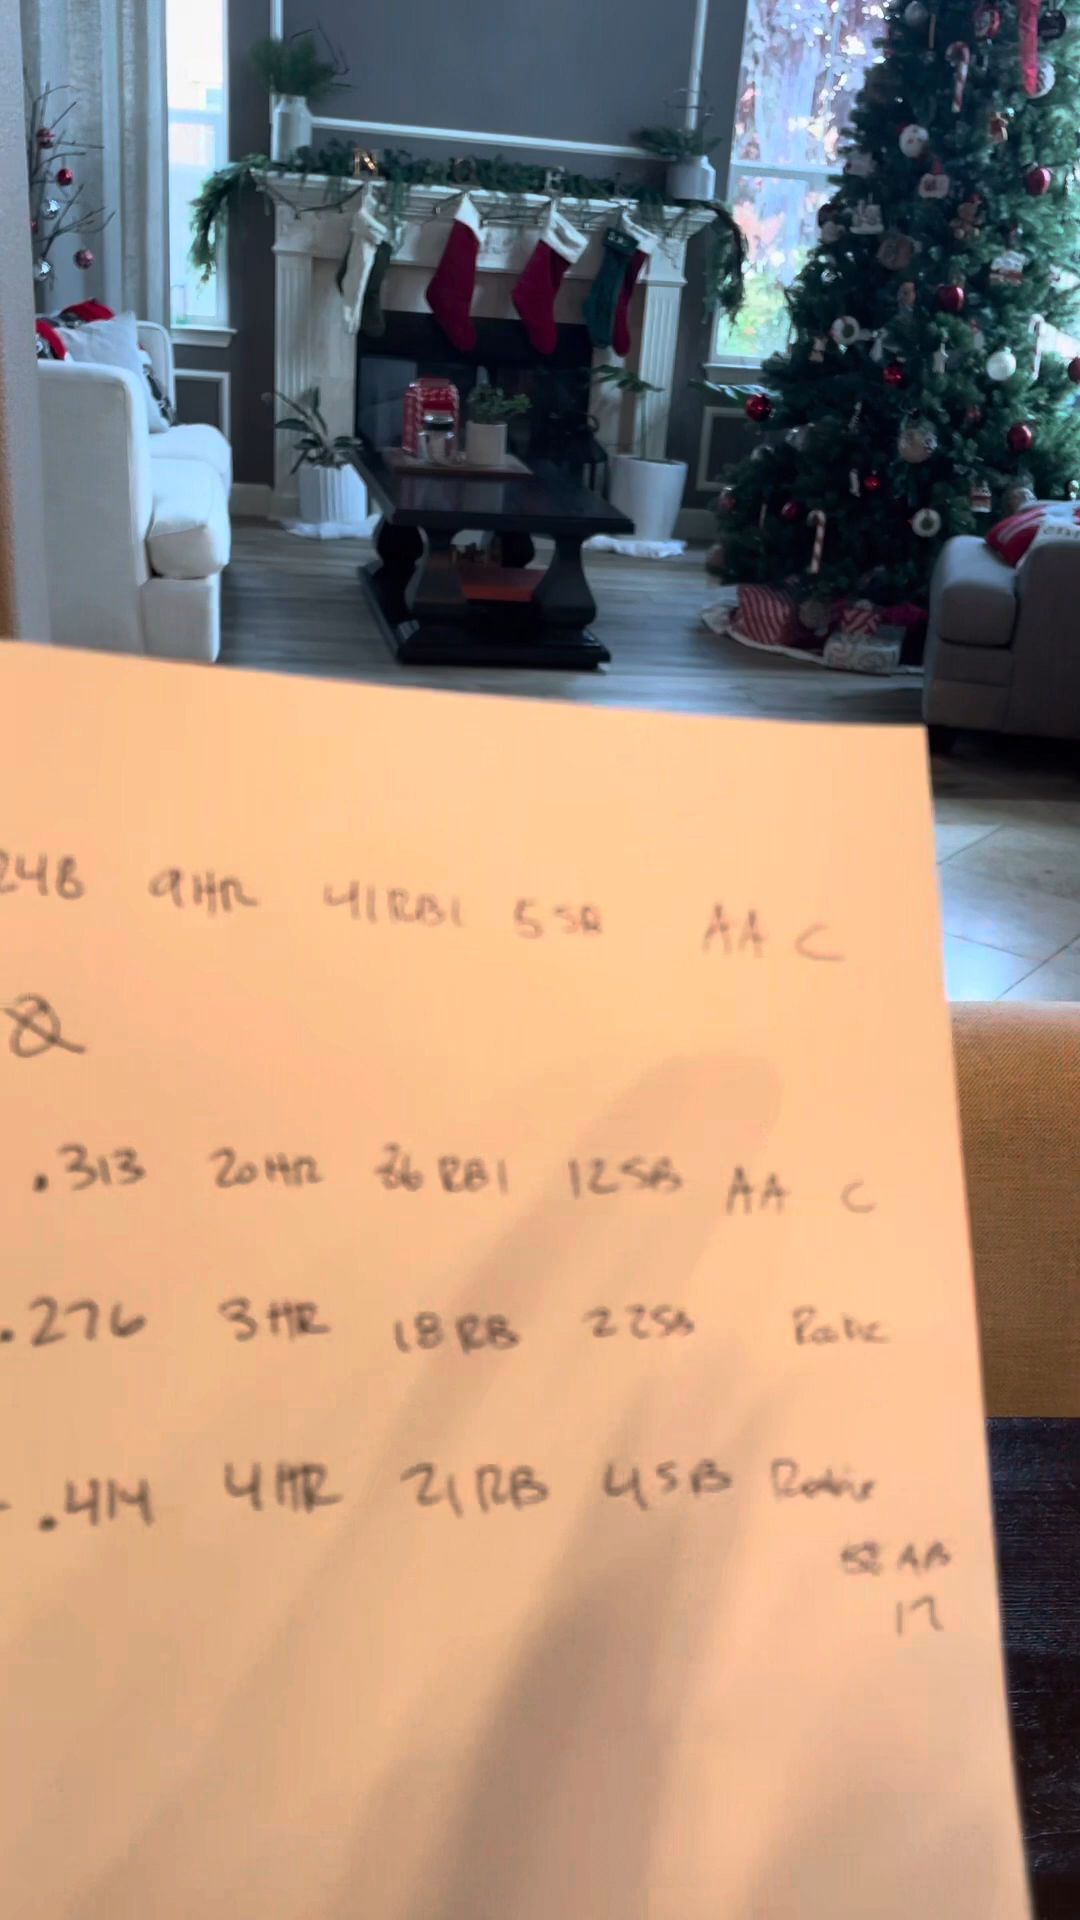 N O E L
248 9HR 41RBI 5SB AA C
.313 20HR 86RBI 12SB AA C
.276 3HR 18RB 22SB
.414 4HR 21RB 4SB Rookie
52 AB
17